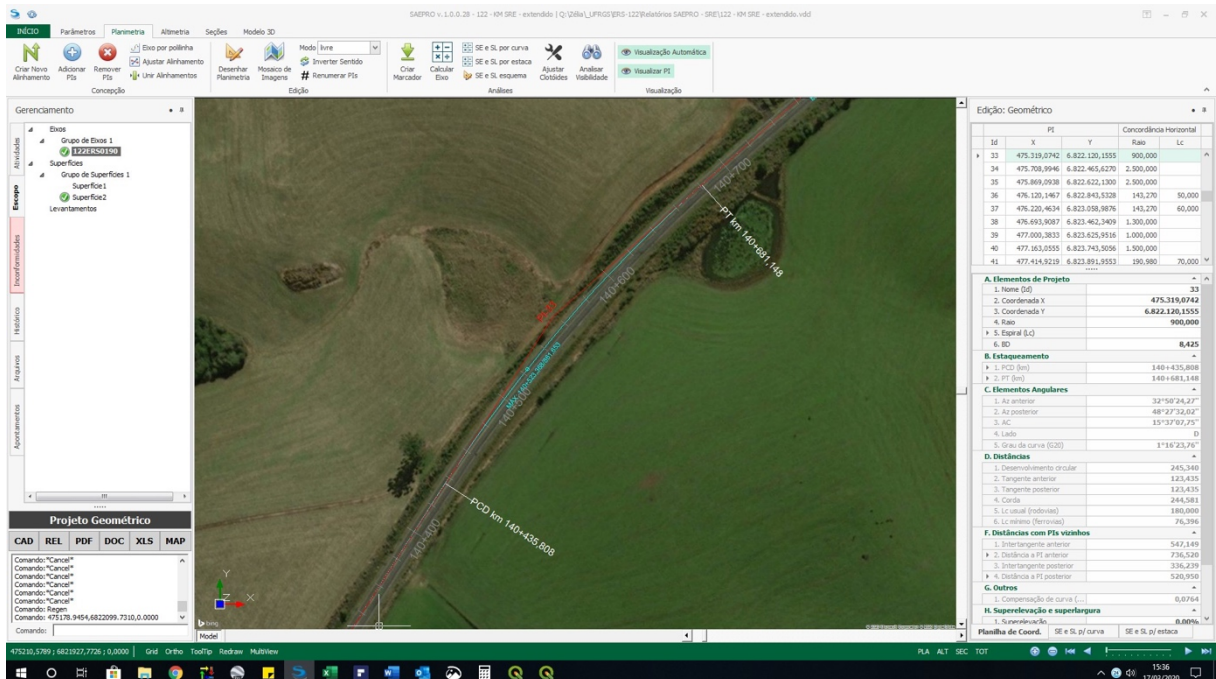 SAEPRO v.1.0.0.28 - 122 - KM SRE - extendido | Q:\Zélia\_UFRGS\ERS-122\Relatórios SAEPRO - SRE\122 - KM SRE - extendido.vdd
INÍCIO Parâmetros Planimetria Altimetria Seções Modelo 3D
Criar Novo Alinhamento
Adicionar PIs
Remover PIs
Eixo por polilinha
Ajustar Alinhamento
Unir Alinhamentos
Concepção
Desenhar Planimetria
Mosaico de Imagens
Modo livre
Inverter Sentido
Renumerar PIs
Edição
Criar Marcador
Calcular Eixo
SE e SL por curva
SE e SL por estaca
SE e SL esquema
Ajustar Clotóides
Analisar Visibilidade
Análises
Visualização Automática
Visualizar PI
Visualização
Gerenciamento
Atividades
Escopo
Inconformidades
Histórico
Arquivos
Apontamentos
Eixos
Grupo de Eixos 1
122ERS0190
Superfícies
Grupo de Superfícies 1
Superfície1
Superfície2
Levantamentos
Projeto Geométrico
CAD REL PDF DOC XLS MAP
Comando:*Cancel*
Comando:*Cancel*
Comando:*Cancel*
Comando:*Cancel*
Comando:*Cancel*
Comando:*Cancel*
Comando: Regen
Comando: 475178.9454,6822099.7310,0.0000
Comando:
140+700
PT km 140+681,148
140+600
140+500
PCD km 140+435,808
140+400
Y
Z X
bing
Model
Edição: Geométrico
PI Concordância Horizontal
Id X Y Raio Lc
33 475.319,0742 6.822.120,1555 900,000
34 475.708,9946 6.822.465,6270 2.500,000
35 475.869,0938 6.822.622,1300 2.500,000
36 476.120,1467 6.822.843,5328 143,270 50,000
37 476.220,4634 6.823.058,9876 143,270 60,000
38 476.693,9087 6.823.462,3409 1.300,000
39 477.000,3833 6.823.625,9516 1.000,000
40 477.163,0555 6.823.743,5056 1.500,000
41 477.414,9219 6.823.891,9553 190,980 70,000
A. Elementos de Projeto
1. Nome (Id) 33
2. Coordenada X 475.319,0742
3. Coordenada Y 6.822.120,1555
4. Raio 900,000
5. Espiral (Lc)
6. BD 8,425
B. Estaqueamento
1. PCD (km) 140+435,808
2. PT (km) 140+681,148
C. Elementos Angulares
1. Az anterior 32°50'24,27"
2. Az posterior 48°27'32,02"
3. AC 15°37'07,75"
4. Lado D
5. Grau da curva (G20) 1°16'23,76"
D. Distâncias
1. Desenvolvimento circular 245,340
2. Tangente anterior 123,435
3. Tangente posterior 123,435
4. Corda 244,581
5. Lc usual (rodovias) 180,000
6. Lc mínimo (ferrovias) 76,396
F. Distâncias com PIs vizinhos
1. Intertangente anterior 547,149
2. Distância a PI anterior 736,520
3. Intertangente posterior 336,239
4. Distância a PI posterior 520,950
G. Outros
1. Compensação de curva (... 0,0764
H. Superelevação e superlargura
1. Superelevação 0,00%
Planilha de Coord. SE e SL p/ curva SE e SL p/ estaca
475210,5789 ; 6821927,7726 ; 0,0000 Grid Ortho ToolTip Redraw MultiView
PLA ALT SEC TOT
15:36
17/03/2020